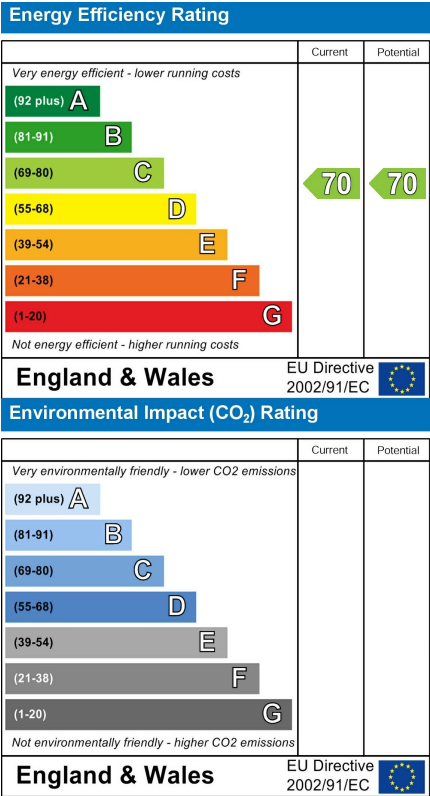 Energy Efficiency Rating
Current Potential
Very energy efficient - lower running costs
(92 plus) A
(81-91) B
(69-80) C
70 70
(55-68) D
(39-54) E
(21-38) F
(1-20) G
Not energy efficient - higher running costs
England & Wales
EU Directive
2002/91/EC
Environmental Impact (CO₂) Rating
Current Potential
Very environmentally friendly - lower CO2 emissions
(92 plus) A
(81-91) B
(69-80) C
(55-68) D
(39-54) E
(21-38) F
(1-20) G
Not environmentally friendly - higher CO2 emissions
England & Wales
EU Directive
2002/91/EC